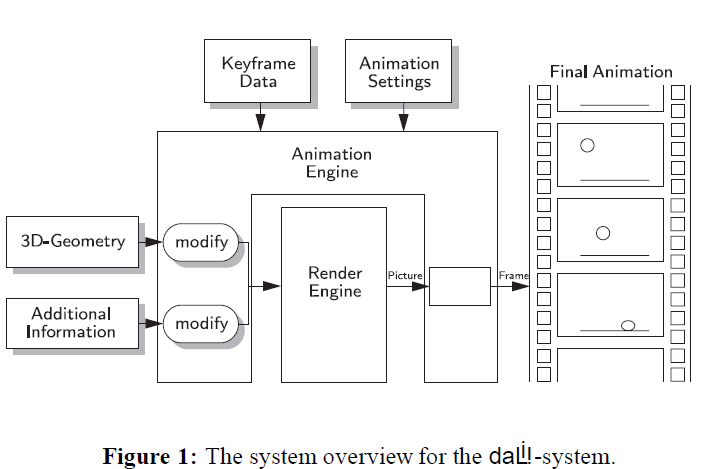 Keyframe
Data
Animation
Settings
Final Animation
Animation
Engine
3D-Geometry
modify
Render
Engine
Picture
Frame
Additional
Information
modify
Figure 1: The system overview for the daLi!-system.